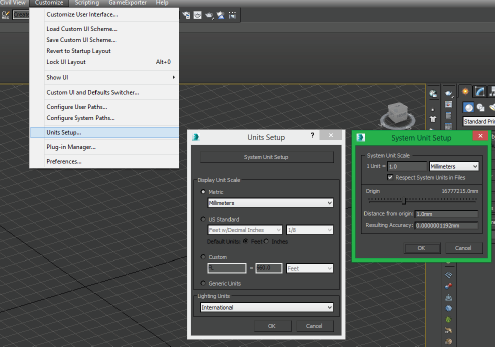 Civil View Customize Scripting GameExporter Help
Customize User Interface...
Load Custom UI Scheme...
Save Custom UI Scheme...
Revert to Startup Layout
Lock UI Layout Alt+0
Show UI
Custom UI and Defaults Switcher...
Configure User Paths...
Configure System Paths...
Units Setup...
Plug-in Manager...
Preferences...
Standard Pri
Units Setup ?
System Unit Setup
Display Unit Scale
Metric
Millimeters
US Standard
Feet w/Decimal Inches 1/8
Default Units: Feet Inches
Custom
= 660.0 Feet
Generic Units
Lighting Units
International
OK Cancel
System Unit Setup
System Unit Scale
1 Unit = 1.0 Millimeters
Respect System Units in Files
Origin 16777215.0mm
Distance from origin: 1.0mm
Resulting Accuracy: 0.0000001192mm
OK Cancel